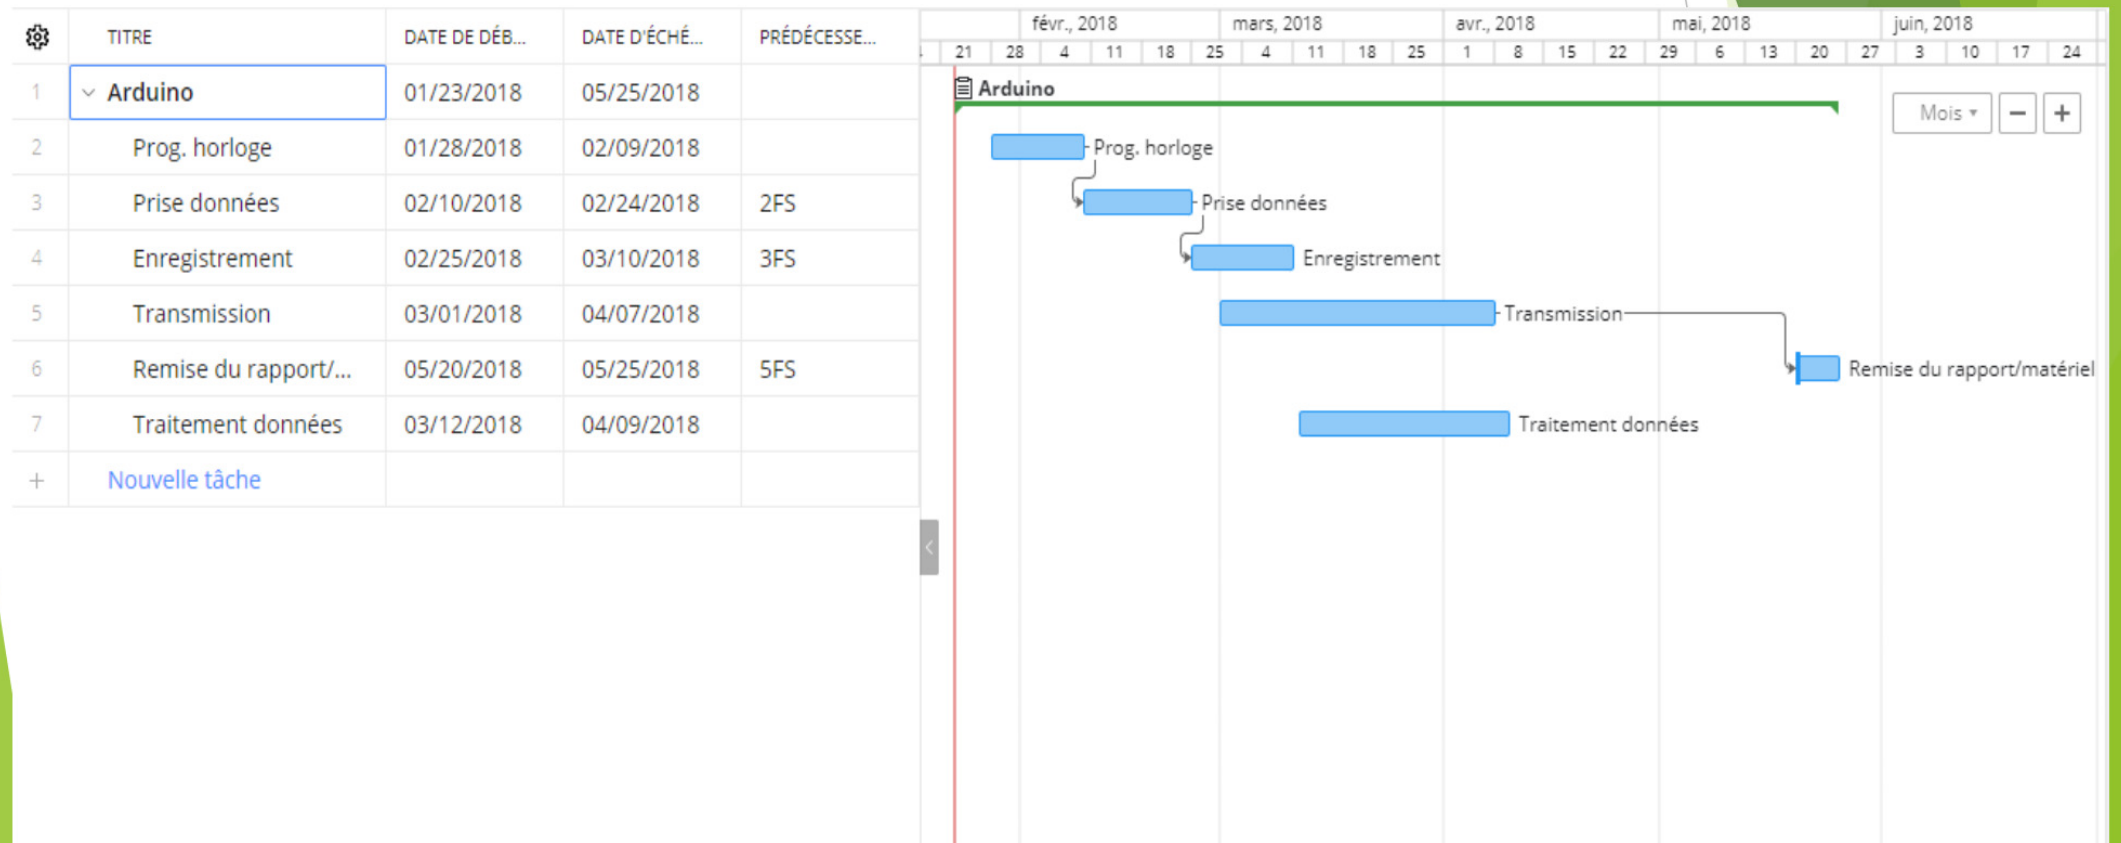 TITRE DATE DE DÉB... DATE D'ÉCHÉ... PRÉDÉCESSE...
1 Arduino 01/23/2018 05/25/2018
2 Prog. horloge 01/28/2018 02/09/2018
3 Prise données 02/10/2018 02/24/2018 2FS
4 Enregistrement 02/25/2018 03/10/2018 3FS
5 Transmission 03/01/2018 04/07/2018
6 Remise du rapport/... 05/20/2018 05/25/2018 5FS
7 Traitement données 03/12/2018 04/09/2018
+ Nouvelle tâche
févr., 2018 mars, 2018 avr., 2018 mai, 2018 juin, 2018
21 28 4 11 18 25 4 11 18 25 1 8 15 22 29 6 13 20 27 3 10 17 24
Arduino
Mois − +
Prog. horloge
Prise données
Enregistrement
Transmission
Remise du rapport/matériel
Traitement données